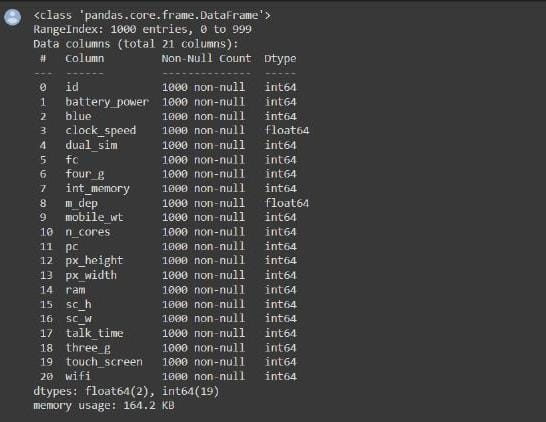 <class 'pandas.core.frame.DataFrame'>
RangeIndex: 1000 entries, 0 to 999
Data columns (total 21 columns):
 #   Column         Non-Null Count  Dtype
---  ------         --------------  -----
 0   id             1000 non-null   int64
 1   battery_power  1000 non-null   int64
 2   blue           1000 non-null   int64
 3   clock_speed    1000 non-null   float64
 4   dual_sim       1000 non-null   int64
 5   fc             1000 non-null   int64
 6   four_g         1000 non-null   int64
 7   int_memory     1000 non-null   int64
 8   m_dep          1000 non-null   float64
 9   mobile_wt      1000 non-null   int64
 10  n_cores        1000 non-null   int64
 11  pc             1000 non-null   int64
 12  px_height      1000 non-null   int64
 13  px_width       1000 non-null   int64
 14  ram            1000 non-null   int64
 15  sc_h           1000 non-null   int64
 16  sc_w           1000 non-null   int64
 17  talk_time      1000 non-null   int64
 18  three_g        1000 non-null   int64
 19  touch_screen   1000 non-null   int64
 20  wifi           1000 non-null   int64
dtypes: float64(2), int64(19)
memory usage: 164.2 KB